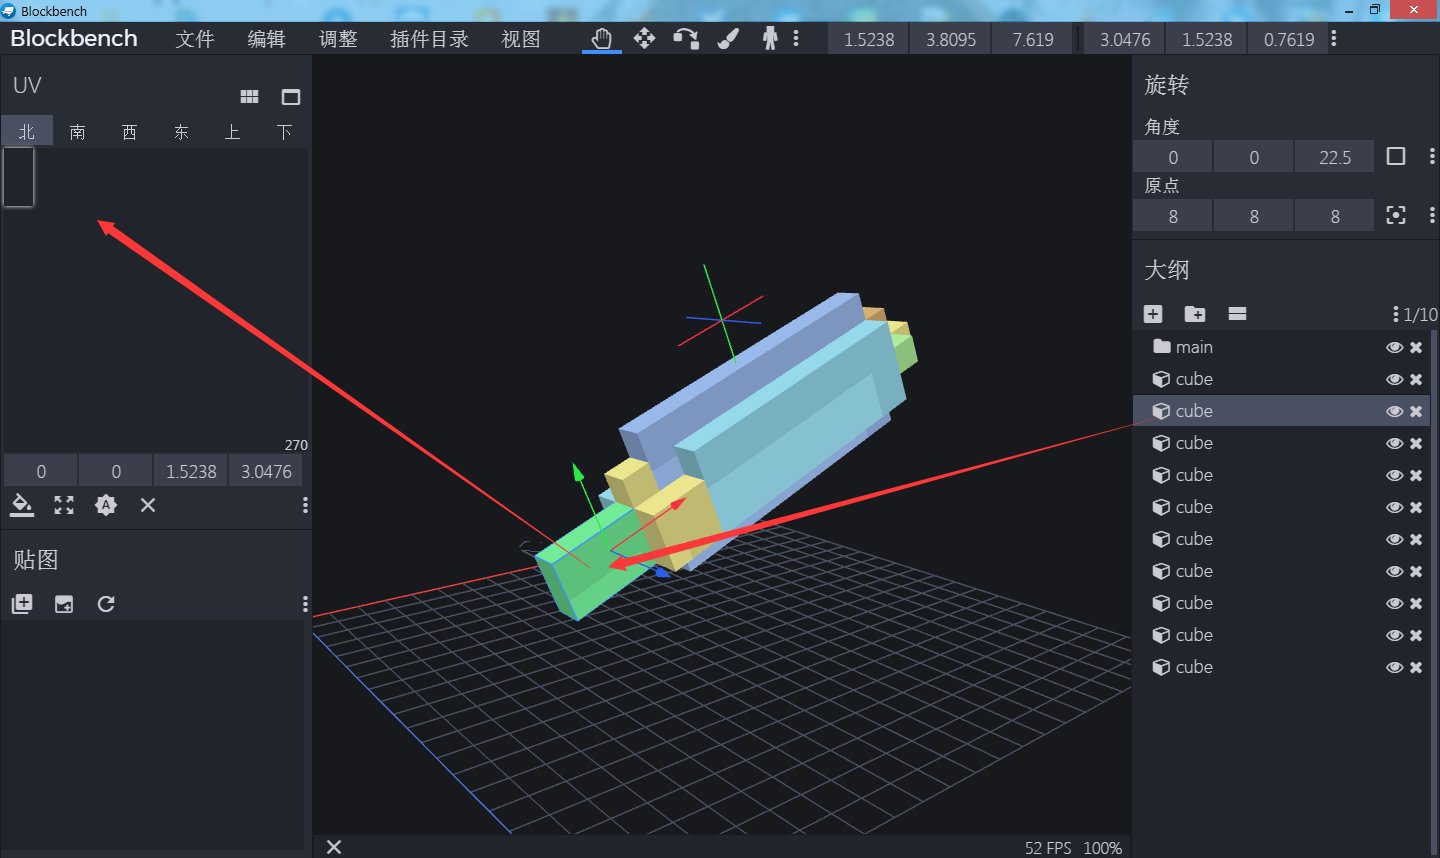 Blockbench
Blockbench 文件 编辑 调整 插件目录 视图 1.5238 3.8095 7.619 3.0476 1.5238 0.7619
UV
北 南 西 东 上 下
270
0 0 1.5238 3.0476
A
贴图
旋转
角度
0 0 22.5
原点
8 8 8
大纲
1/10
main
cube
cube
cube
cube
cube
cube
cube
cube
cube
cube
52 FPS 100%